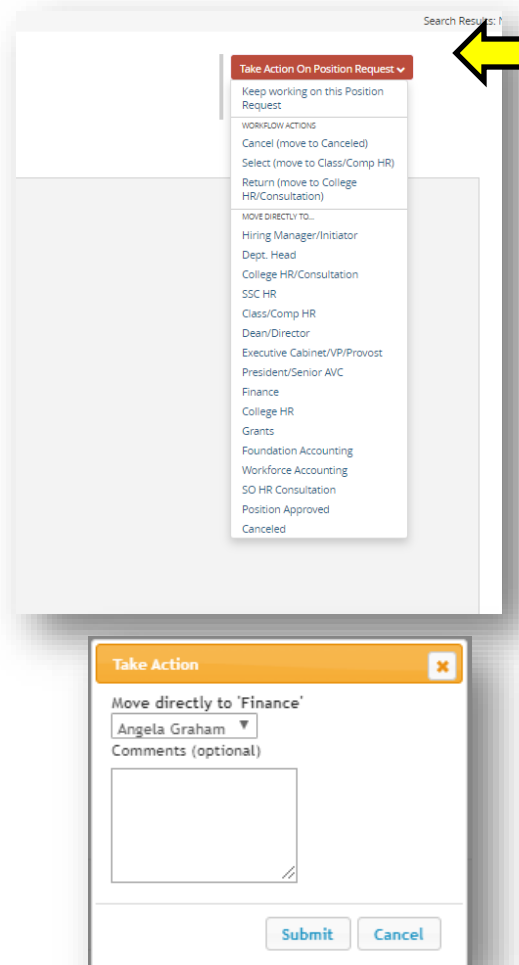 Search Results:
Take Action On Position Request
Keep working on this Position
Request
WORKFLOW ACTIONS
Cancel (move to Canceled)
Select (move to Class/Comp HR)
Return (move to College
HR/Consultation)
MOVE DIRECTLY TO...
Hiring Manager/Initiator
Dept. Head
College HR/Consultation
SSC HR
Class/Comp HR
Dean/Director
Executive Cabinet/VP/Provost
President/Senior AVC
Finance
College HR
Grants
Foundation Accounting
Workforce Accounting
SO HR Consultation
Position Approved
Canceled
Take Action
Move directly to 'Finance'
Angela Graham
Comments (optional)
Submit Cancel